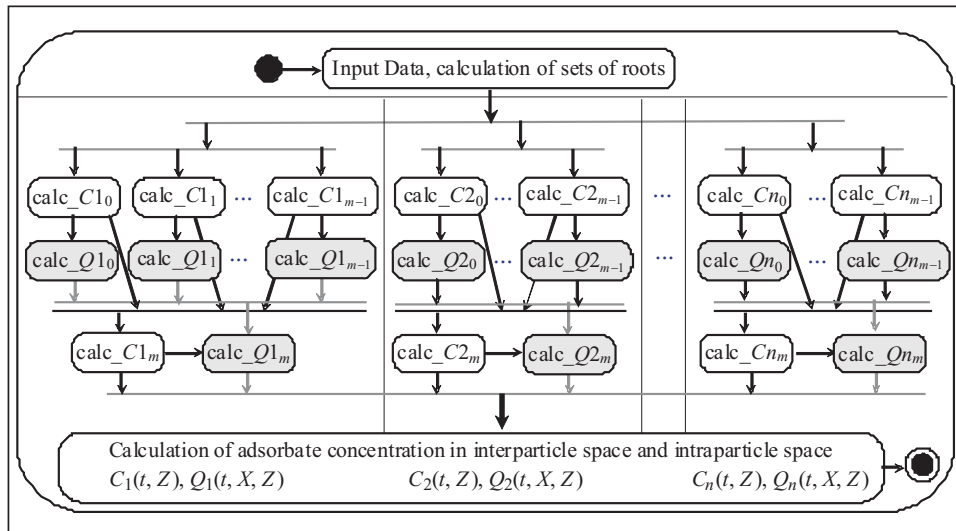 Input Data, calculation of sets of roots
calc_C1₀ calc_C1₁ ... calc_C1ₘ₋₁ calc_C2₀ ... calc_C2ₘ₋₁ ... calc_Cn₀ ... calc_Cnₘ₋₁
calc_Q1₀ calc_Q1₁ ... calc_Q1ₘ₋₁ calc_Q2₀ ... calc_Q2ₘ₋₁ ... calc_Qn₀ ... calc_Qnₘ₋₁
calc_C1ₘ calc_Q1ₘ calc_C2ₘ calc_Q2ₘ calc_Cnₘ calc_Qnₘ
Calculation of adsorbate concentration in interparticle space and intraparticle space
C₁(t, Z), Q₁(t, X, Z) C₂(t, Z), Q₂(t, X, Z) Cₙ(t, Z), Qₙ(t, X, Z)